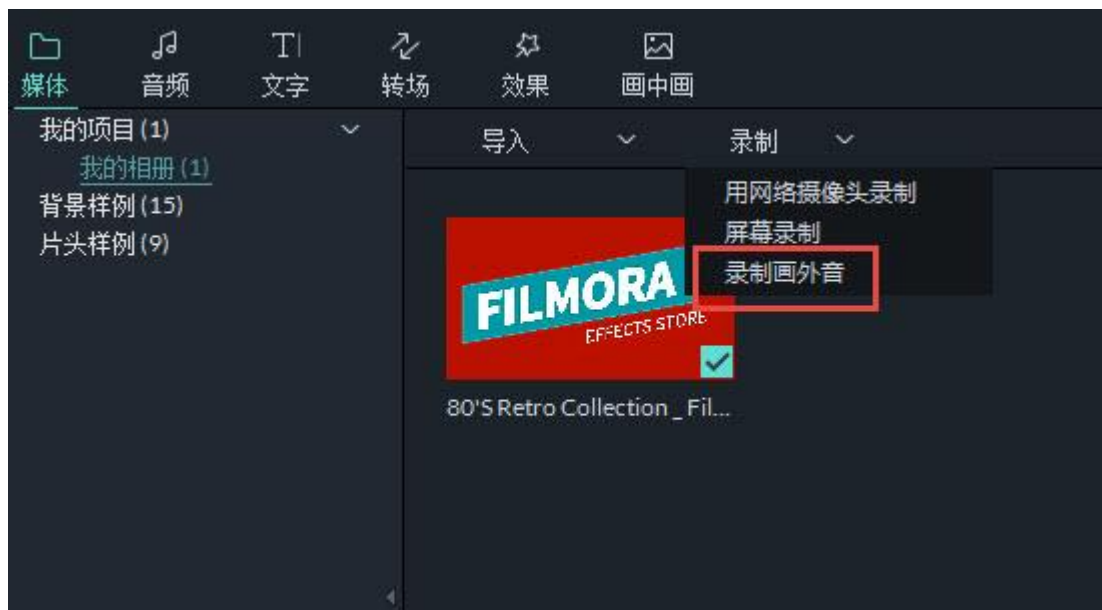 媒体 音频 文字 转场 效果 画中画
我的项目 (1)
我的相册 (1)
背景样例 (15)
片头样例 (9)
导入 录制
用网络摄像头录制
屏幕录制
录制画外音
FILMORA
EFFECTS STORE
80'S Retro Collection _ Fil...